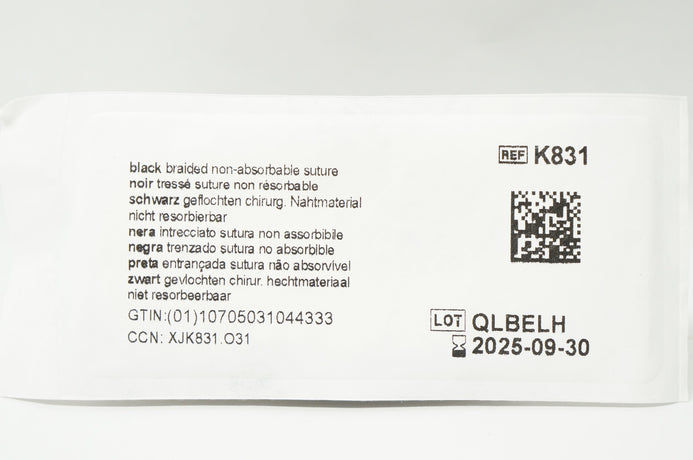 black braided non-absorbable suture
noir tressé suture non résorbable
schwarz geflochten chirurg. Nahtmaterial
nicht resorbierbar
nera intrecciato sutura non assorbibile
negra trenzado sutura no absorbible
preta entrançada sutura não absorvível
zwart gevlochten chirur. hechtmateriaal
niet resorbeerbaar
GTIN:(01)10705031044333
CCN: XJK831.O31
REF K831
LOT QLBELH
2025-09-30